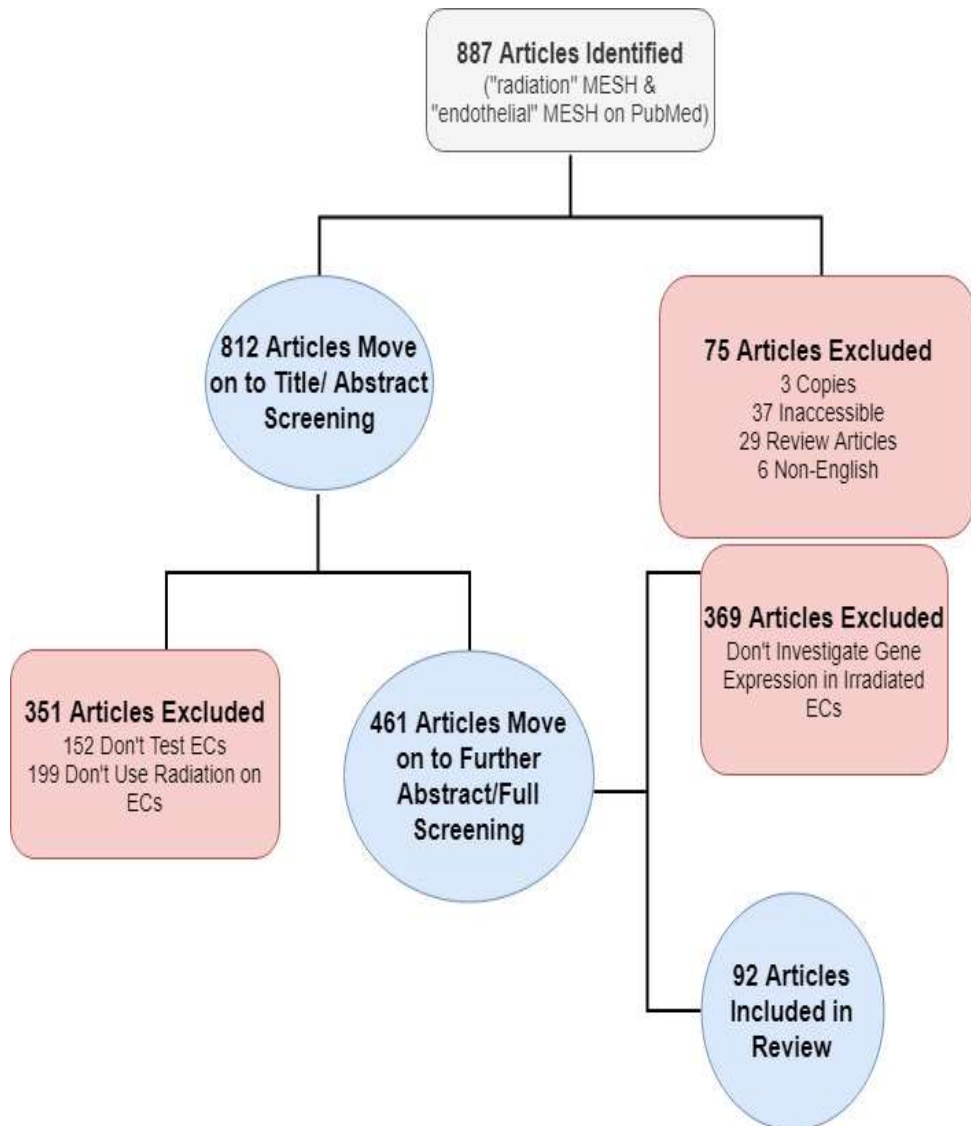 887 Articles Identified
("radiation" MESH &
"endothelial" MESH on PubMed)
812 Articles Move
on to Title/ Abstract
Screening
75 Articles Excluded
3 Copies
37 Inaccessible
29 Review Articles
6 Non-English
351 Articles Excluded
152 Don't Test ECs
199 Don't Use Radiation on
ECs
461 Articles Move
on to Further
Abstract/Full
Screening
369 Articles Excluded
Don't Investigate Gene
Expression in Irradiated
ECs
92 Articles
Included in
Review